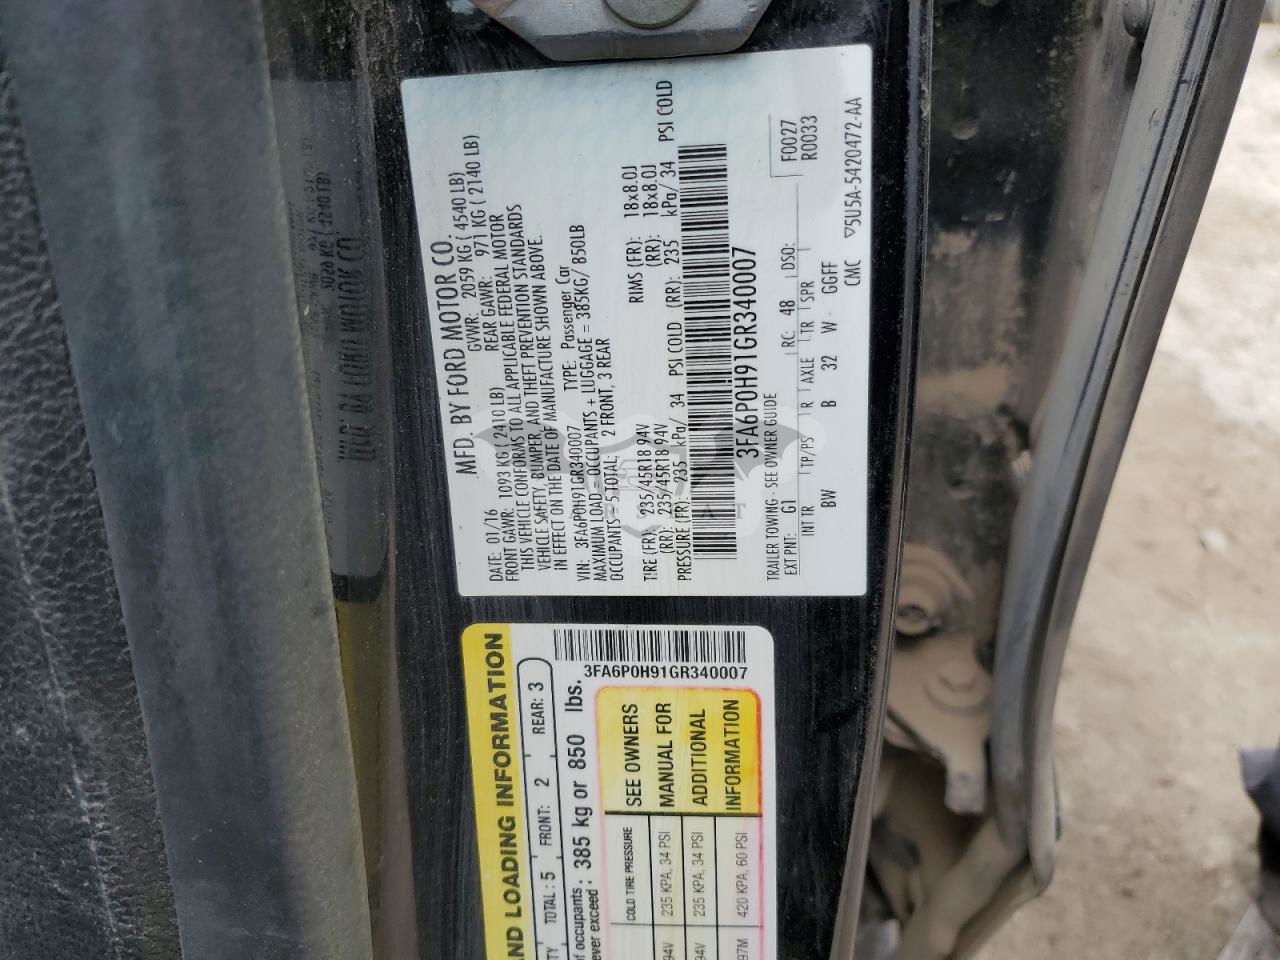 MFD. BY FORD MOTOR CO.
DATE: 01/16 GVWR: 2059 KG ( 4540 LB)
FRONT GAWR: 1093 KG ( 2410 LB) REAR GAWR: 971 KG ( 2140 LB)
THIS VEHICLE CONFORMS TO ALL APPLICABLE FEDERAL MOTOR
VEHICLE SAFETY, BUMPER, AND THEFT PREVENTION STANDARDS
IN EFFECT ON THE DATE OF MANUFACTURE SHOWN ABOVE.
VIN: 3FA6P0H91GR340007 TYPE: Passenger Car
MAXIMUM LOAD = OCCUPANTS + LUGGAGE = 385KG/ 850LB
OCCUPANTS = 5 TOTAL, 2 FRONT, 3 REAR
TIRE (FR): 235/45R18 94V RIMS (FR): 18x8.0J
(RR): 235/45R18 94V (RR): 18x8.0J
PRESSURE (FR): 235 kPa/ 34 PSI COLD (RR): 235 kPa/ 34 PSI COLD
3FA6P0H91GR340007
TRAILER TOWING - SEE OWNER GUIDE
F0027
R0033
EXT PNT: G1 RC: 48 DSO:
INT TR TP/PS R AXLE TR SPR
BW B 32 W GGFF
CMC 5U5A-5420472-AA
3FA6P0H91GR340007
AND LOADING INFORMATION
TOTAL: 5 FRONT: 2 REAR: 3
of occupants : 385 kg or 850 lbs.
COLD TIRE PRESSURE
SEE OWNERS
MANUAL FOR
ADDITIONAL
INFORMATION
94V 235 KPA, 34 PSI
94V 235 KPA, 34 PSI
97M 420 KPA, 60 PSI